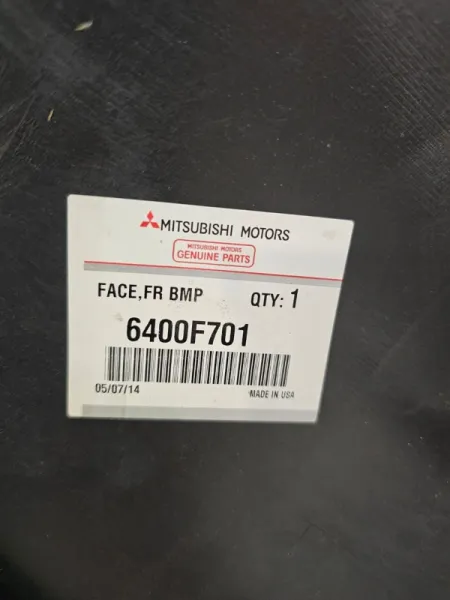 MITSUBISHI MOTORS
MITSUBISHI MOTORS
GENUINE PARTS
FACE,FR BMP QTY: 1
6400F701
05/07/14 MADE IN USA